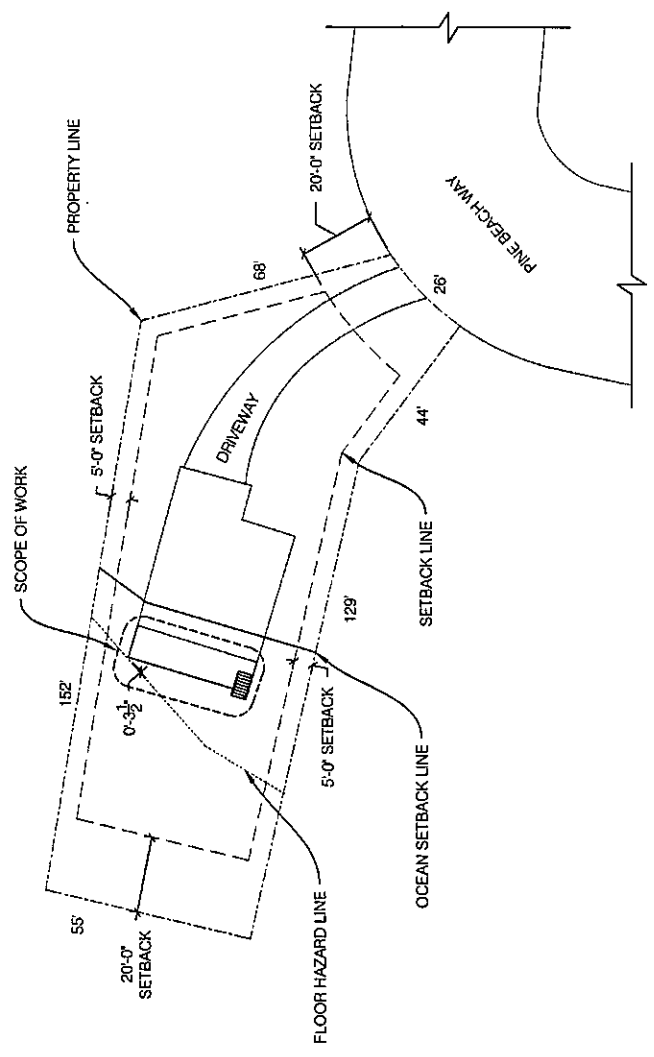 PROPERTY LINE
20'-0" SETBACK
PINE BEACH WAY
68'
26'
5'-0" SETBACK
DRIVEWAY
44'
SCOPE OF WORK
SETBACK LINE
129'
152'
0'-3½"
5'-0" SETBACK
OCEAN SETBACK LINE
55'
20'-0"
SETBACK
FLOOR HAZARD LINE